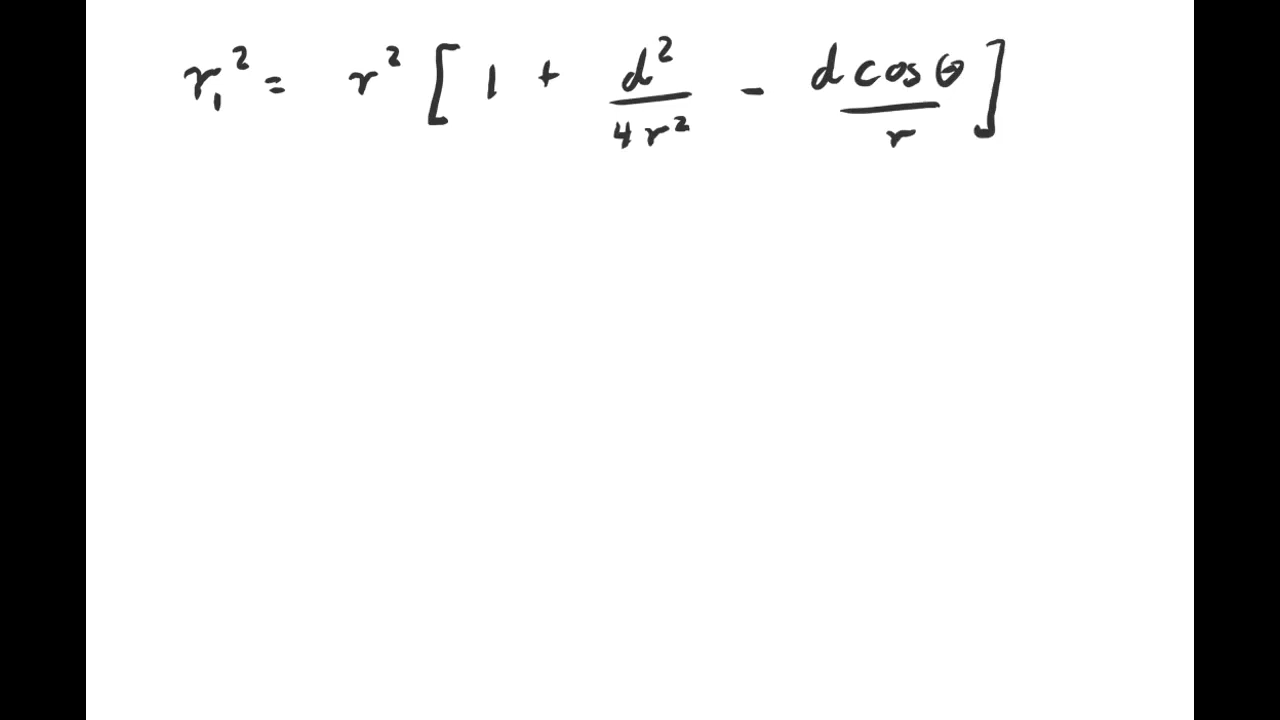 r₁² = r² [ 1 + d²/4r² - d cos θ/r ]